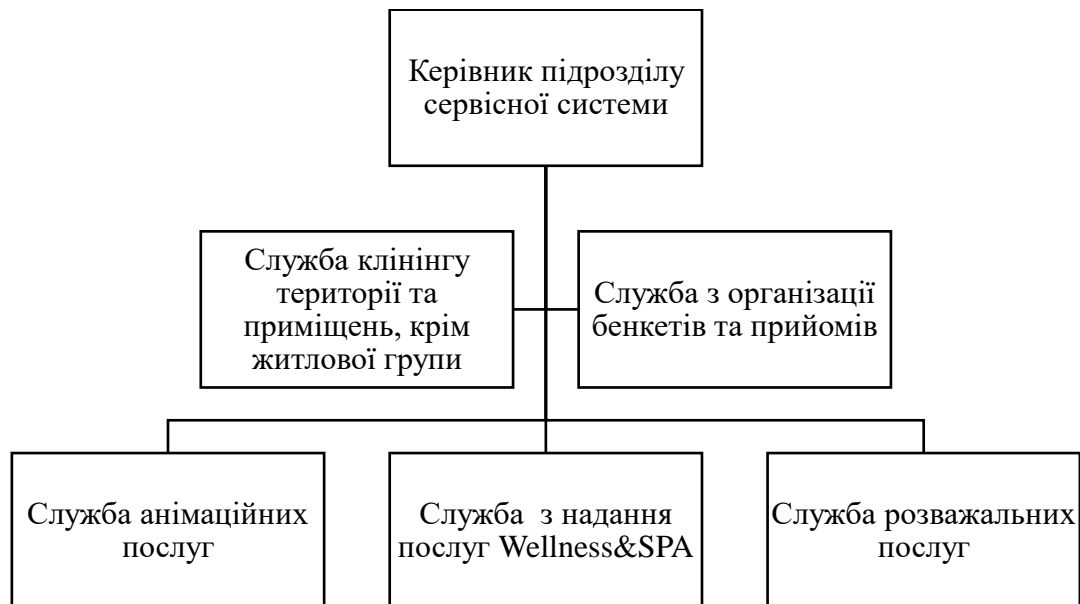 Керівник підрозділу
сервісної системи
Служба клінінгу
території та
приміщень, крім
житлової групи
Служба з організації
бенкетів та прийомів
Служба анімаційних
послуг
Служба з надання
послуг Wellness&SPA
Служба розважальних
послуг